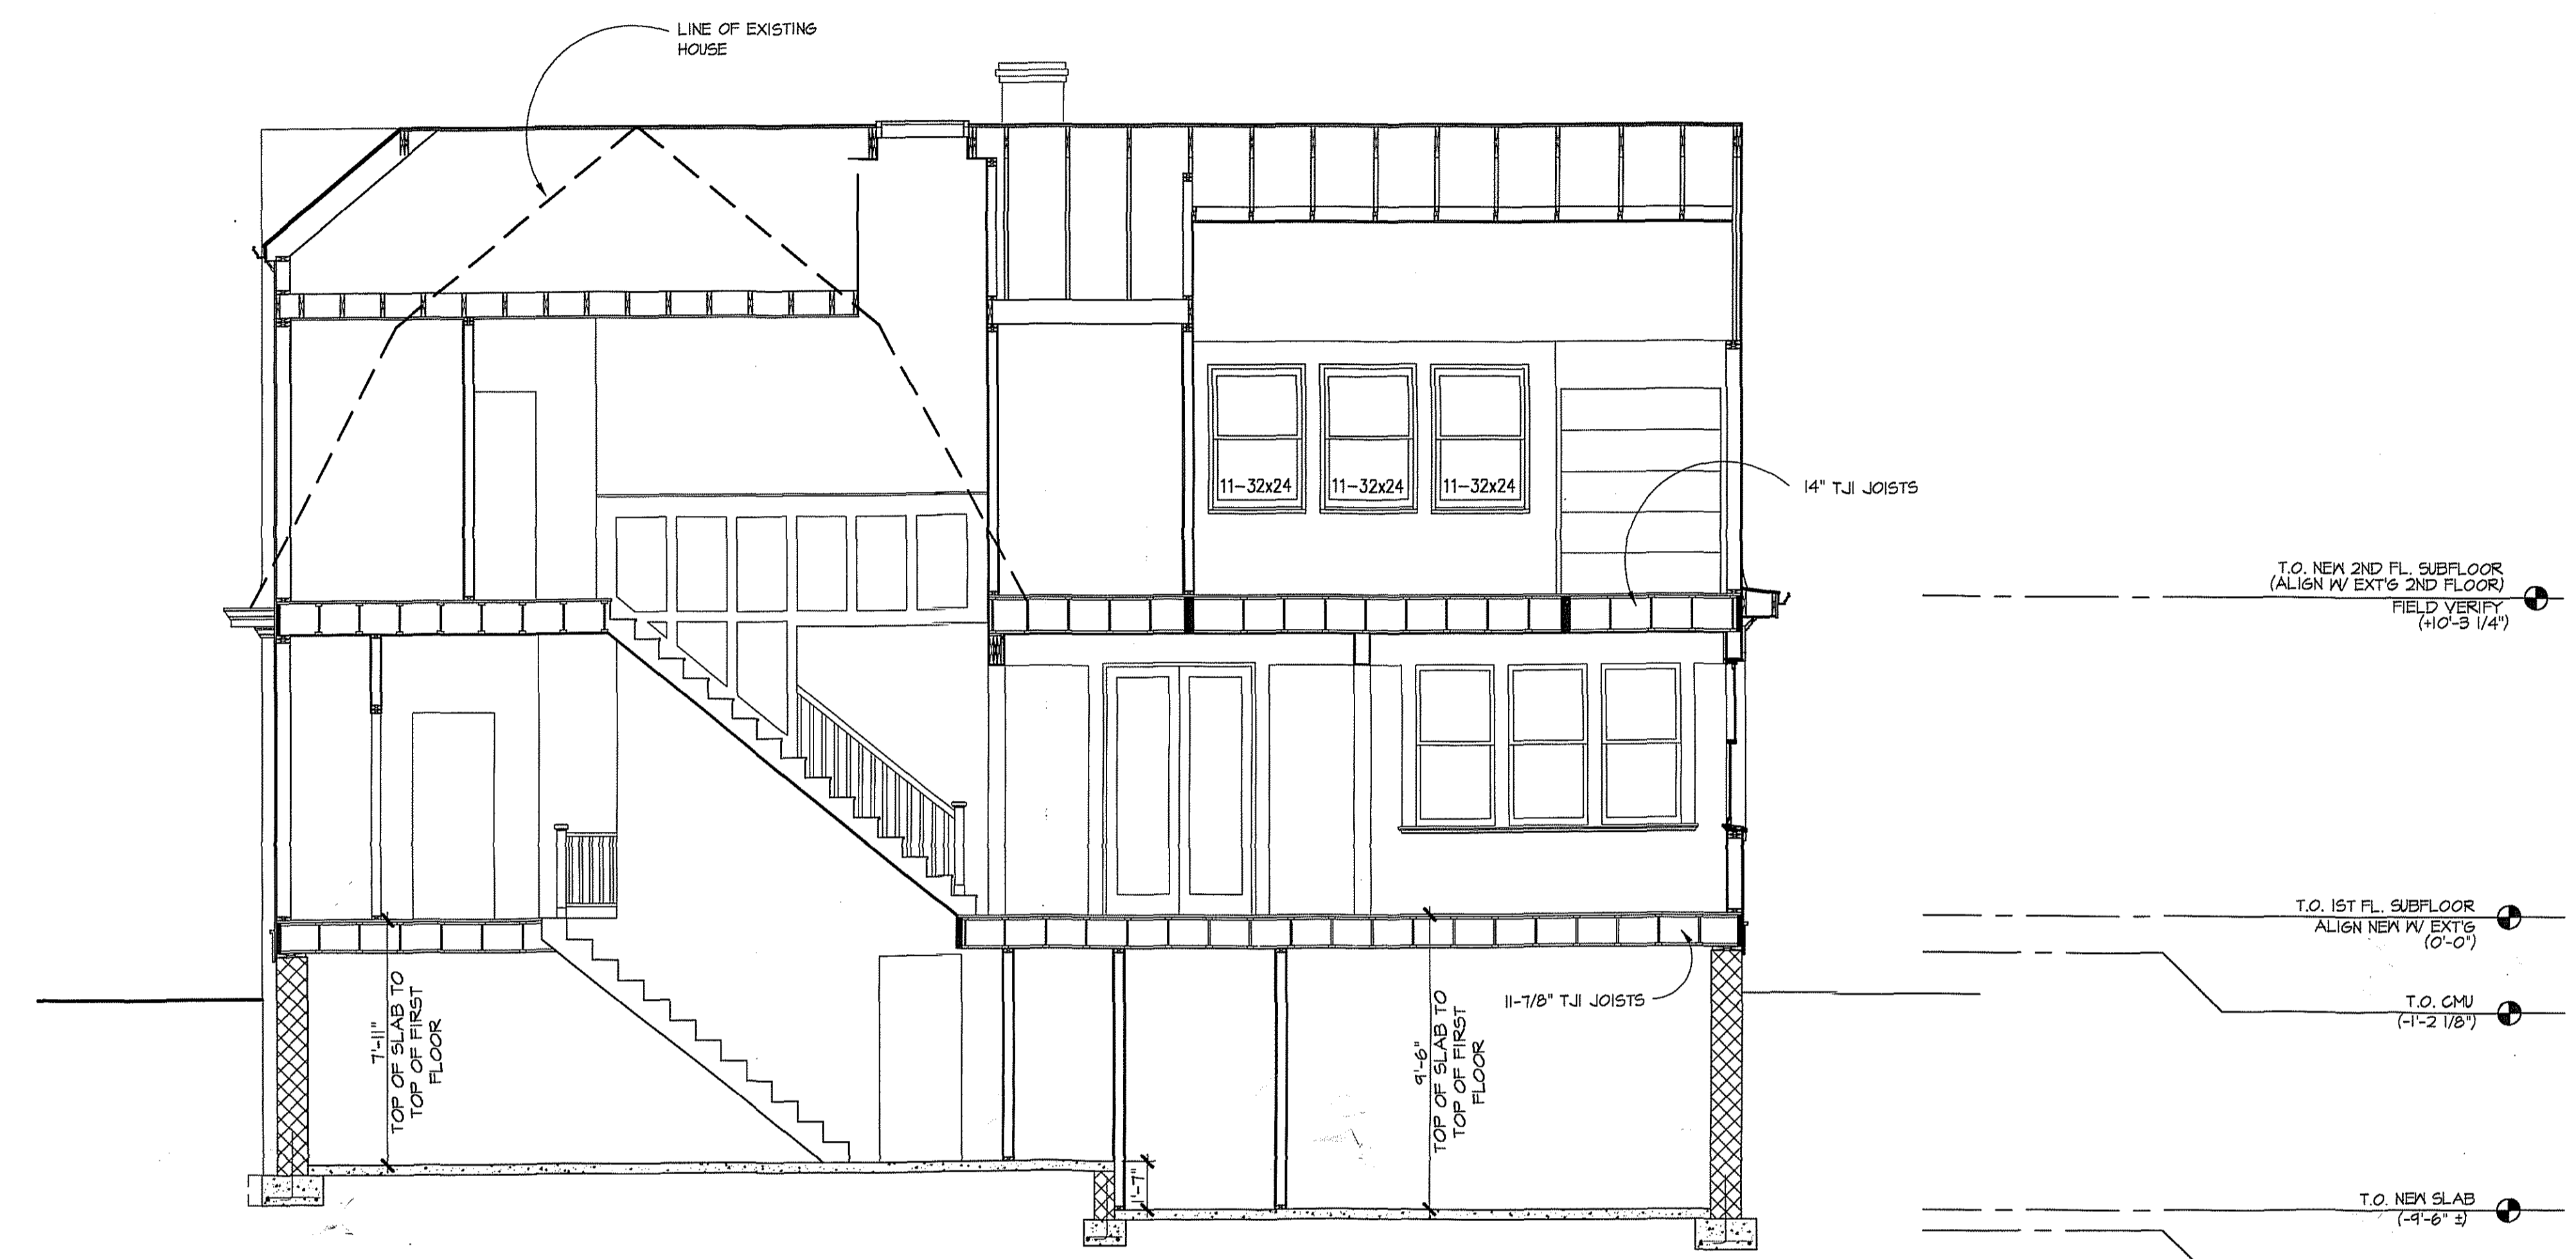 LINE OF EXISTING
HOUSE
11-32x24
11-32x24
11-32x24
14" TJI JOISTS
T.O. NEW 2ND FL. SUBFLOOR
(ALIGN W/ EXT'G 2ND FLOOR)
FIELD VERIFY
(+10'-3 1/4")
T.O. 1ST FL. SUBFLOOR
ALIGN NEW W/ EXT'G
(0'-0")
7'-11"
TOP OF SLAB TO
TOP OF FIRST
FLOOR
9'-6"
TOP OF SLAB TO
TOP OF FIRST
FLOOR
11-7/8" TJI JOISTS
T.O. CMU
(-1'-2 1/8")
1'-7"
T.O. NEW SLAB
(-9'-6" ±)